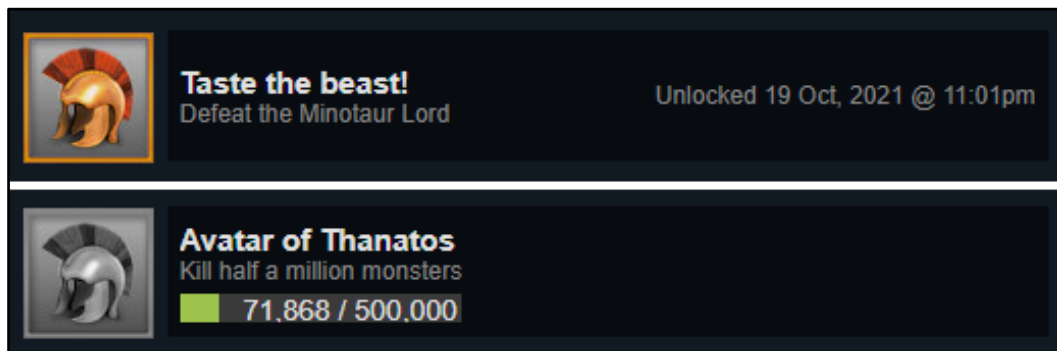 Taste the beast!
Defeat the Minotaur Lord
Unlocked 19 Oct, 2021 @ 11:01pm
Avatar of Thanatos
Kill half a million monsters
71,868 / 500,000